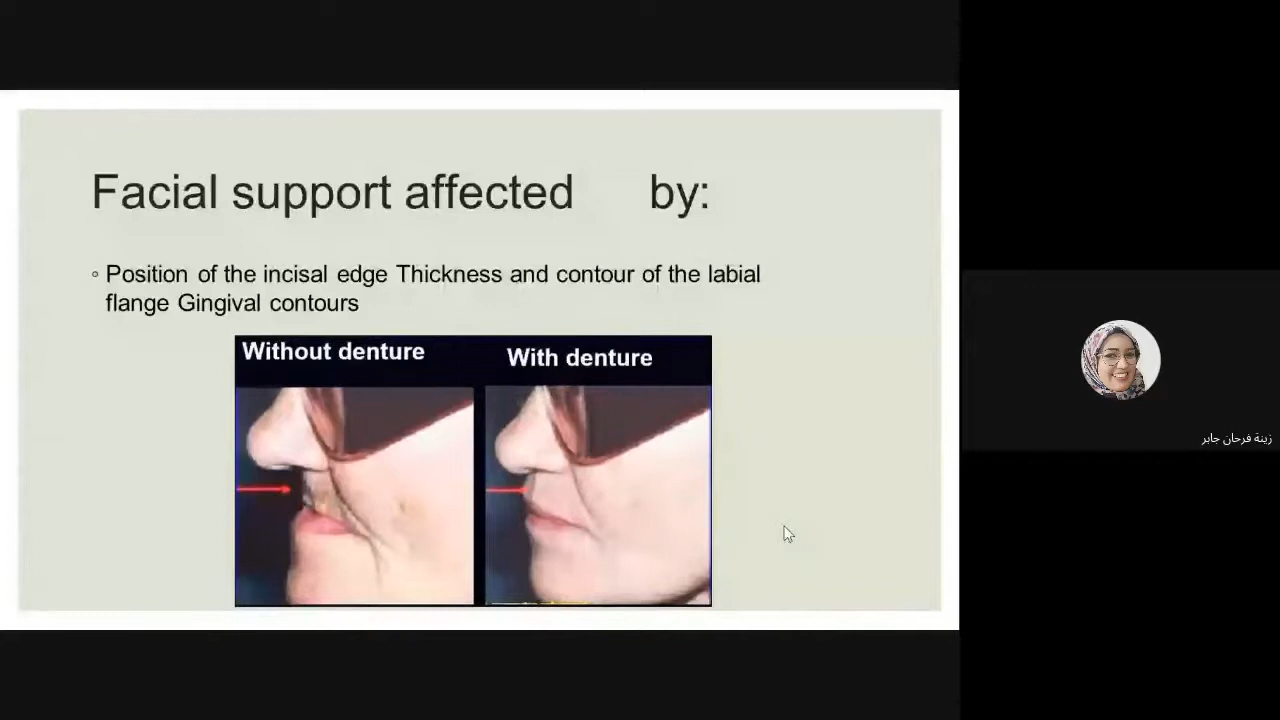 Facial support affected by:
◦ Position of the incisal edge Thickness and contour of the labial
flange Gingival contours
Without denture
With denture
زينة فرحان جابر